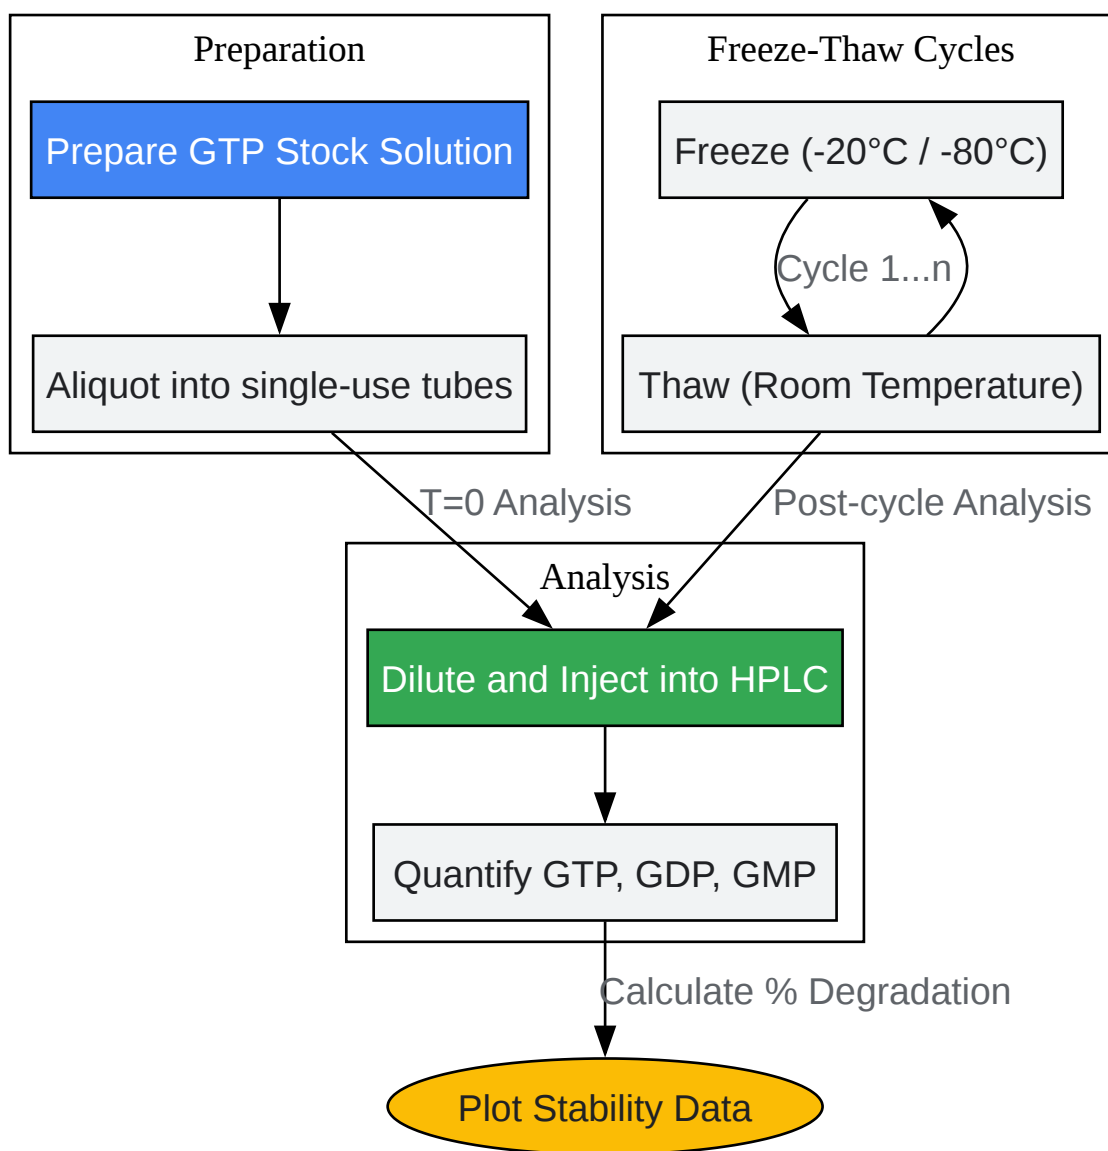 Preparation
Prepare GTP Stock Solution
Aliquot into single-use tubes
Freeze-Thaw Cycles
Freeze (-20°C / -80°C)
Cycle 1...n
Thaw (Room Temperature)
T=0 Analysis
Post-cycle Analysis
Analysis
Dilute and Inject into HPLC
Quantify GTP, GDP, GMP
Calculate % Degradation
Plot Stability Data